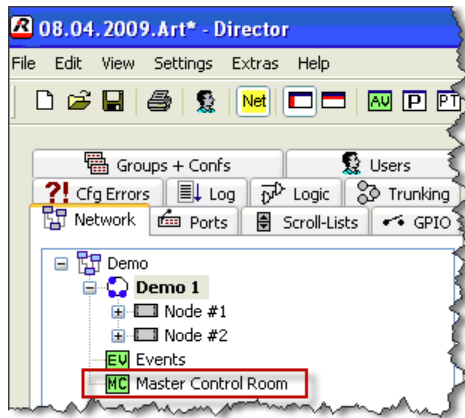 R 08.04.2009.Art* - Director
File Edit View Settings Extras Help
Net AV P PT
Groups + Confs Users
?! Cfg Errors Log Logic Trunking
Network Ports Scroll-Lists GPIO
Demo
Demo 1
Node #1
Node #2
EV Events
MC Master Control Room